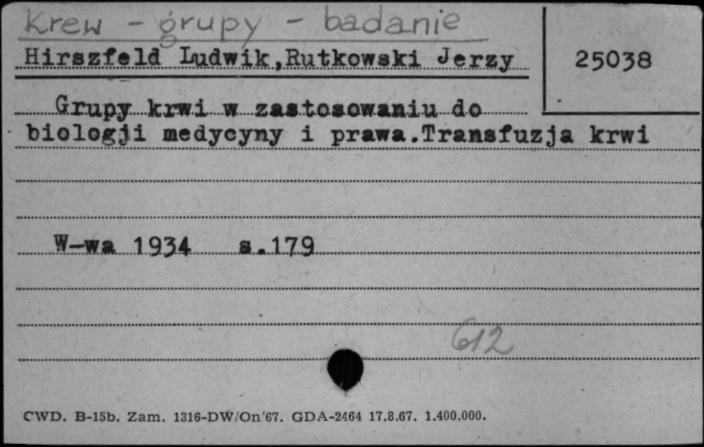 Krew - grupy - badanie
Hirszfeld Ludwik,Rutkowski Jerzy
25038
Grupy krwi w zastosowaniu do
biologji medycyny i prawa.Transfuzja krwi
W-wa 1934 s.179
612
CWD. B-15b. Zam. 1316-DW/On'67. GDA-2464 17.8.67. 1.400.000.